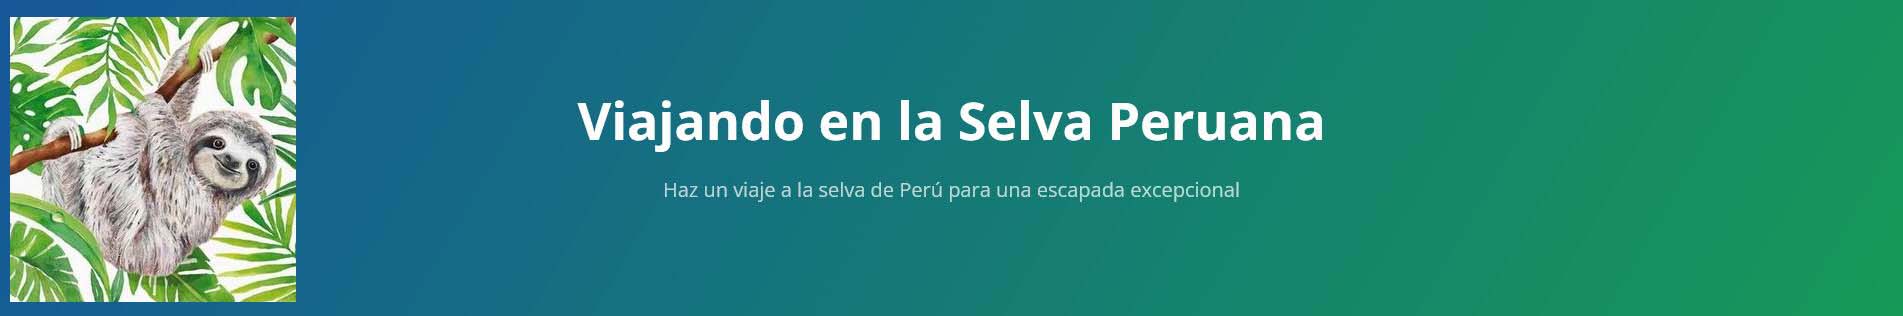 Viajando en la Selva Peruana
Haz un viaje a la selva de Perú para una escapada excepcional